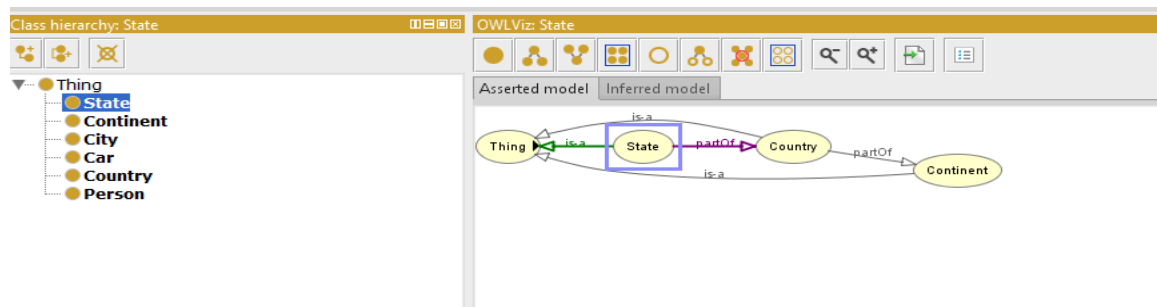 Class hierarchy: State
Thing
State
Continent
City
Car
Country
Person
OWLViz: State
Asserted model Inferred model
is-a
Thing is-a State partOf Country partOf Continent
is-a